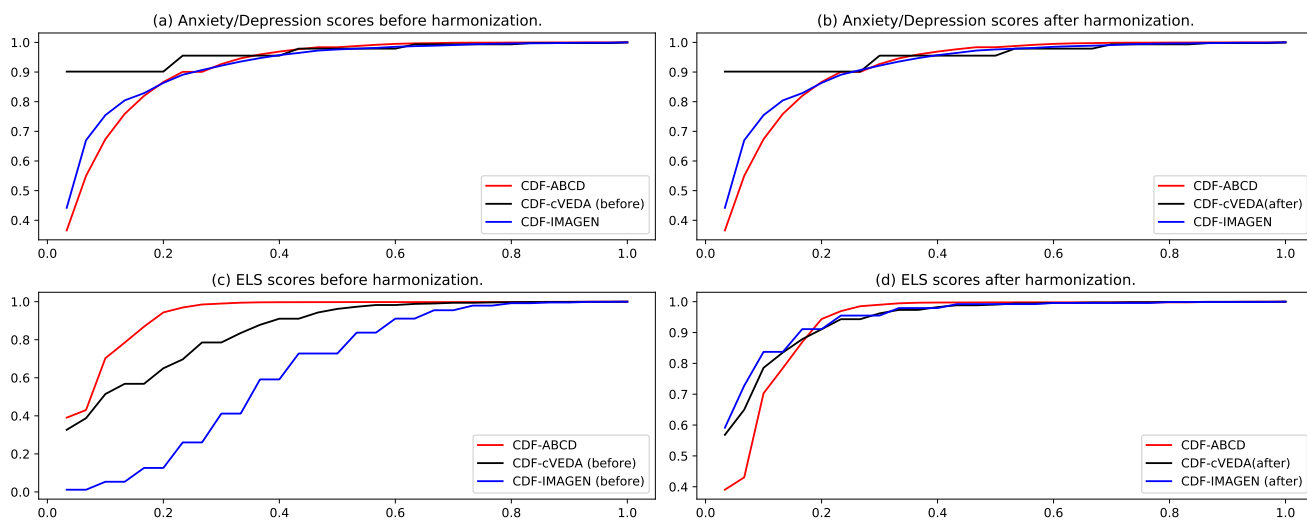 (a) Anxiety/Depression scores before harmonization.
1.0
0.9
0.8
0.7
0.6
0.5
0.4
CDF-ABCD
CDF-cVEDA (before)
CDF-IMAGEN
0.0 0.2 0.4 0.6 0.8 1.0
(b) Anxiety/Depression scores after harmonization.
1.0
0.9
0.8
0.7
0.6
0.5
0.4
CDF-ABCD
CDF-cVEDA(after)
CDF-IMAGEN
0.0 0.2 0.4 0.6 0.8 1.0
(c) ELS scores before harmonization.
1.0
0.8
0.6
0.4
0.2
0.0
CDF-ABCD
CDF-cVEDA (before)
CDF-IMAGEN (before)
0.0 0.2 0.4 0.6 0.8 1.0
(d) ELS scores after harmonization.
1.0
0.9
0.8
0.7
0.6
0.5
0.4
CDF-ABCD
CDF-cVEDA(after)
CDF-IMAGEN (after)
0.0 0.2 0.4 0.6 0.8 1.0